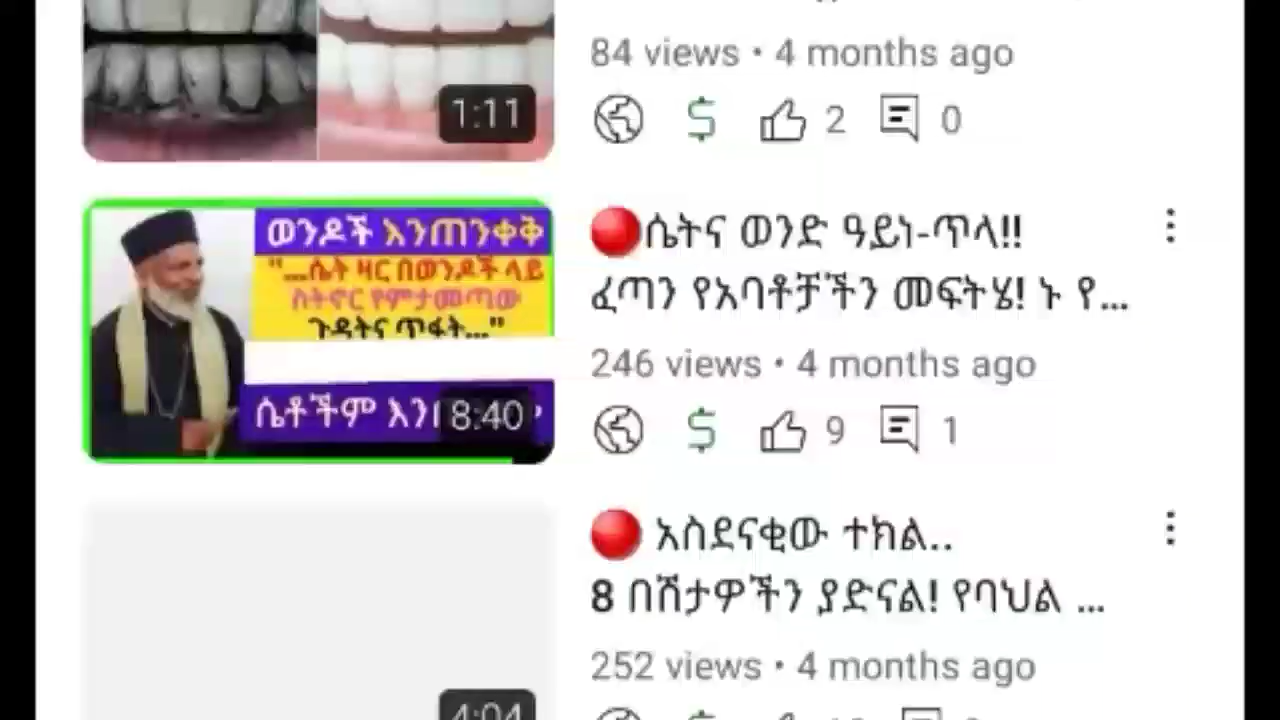 84 views • 4 months ago
1:11
2
0
ወንዶች እንጠንቀቅ
"...ሴት ዛር በወንዶች ላይ
ስትኖር የምታመጣው
ጉዳትና ጥፋት..."
ሴቶችም
8:40
🔴ሴትና ወንድ ዓይነ-ጥላ!!
ፈጣን የአባቶቻችን መፍትሄ! ኑ የ...
246 views • 4 months ago
9
1
🔴 አስደናቂው ተክል..
8 በሽታዎችን ያድናል! የባህል ...
252 views • 4 months ago
4:04